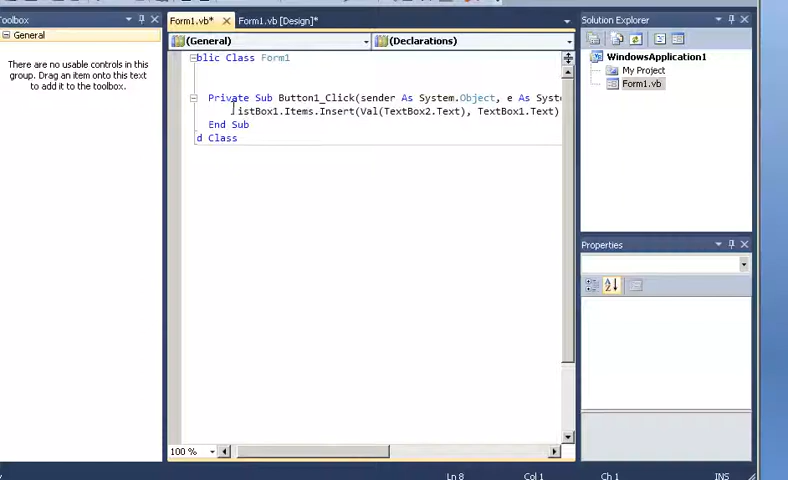 Toolbox
General
There are no usable controls in this
group. Drag an item onto this text
to add it to the toolbox.
Form1.vb*
Form1.vb [Design]*
(General)
(Declarations)
blic Class Form1
Private Sub Button1_Click(sender As System.Object, e As Syste
istBox1.Items.Insert(Val(TextBox2.Text), TextBox1.Text)
End Sub
d Class
100 %
Solution Explorer
WindowsApplication1
My Project
Form1.vb
Properties
Ln 8
Col 1
Ch 1
INS